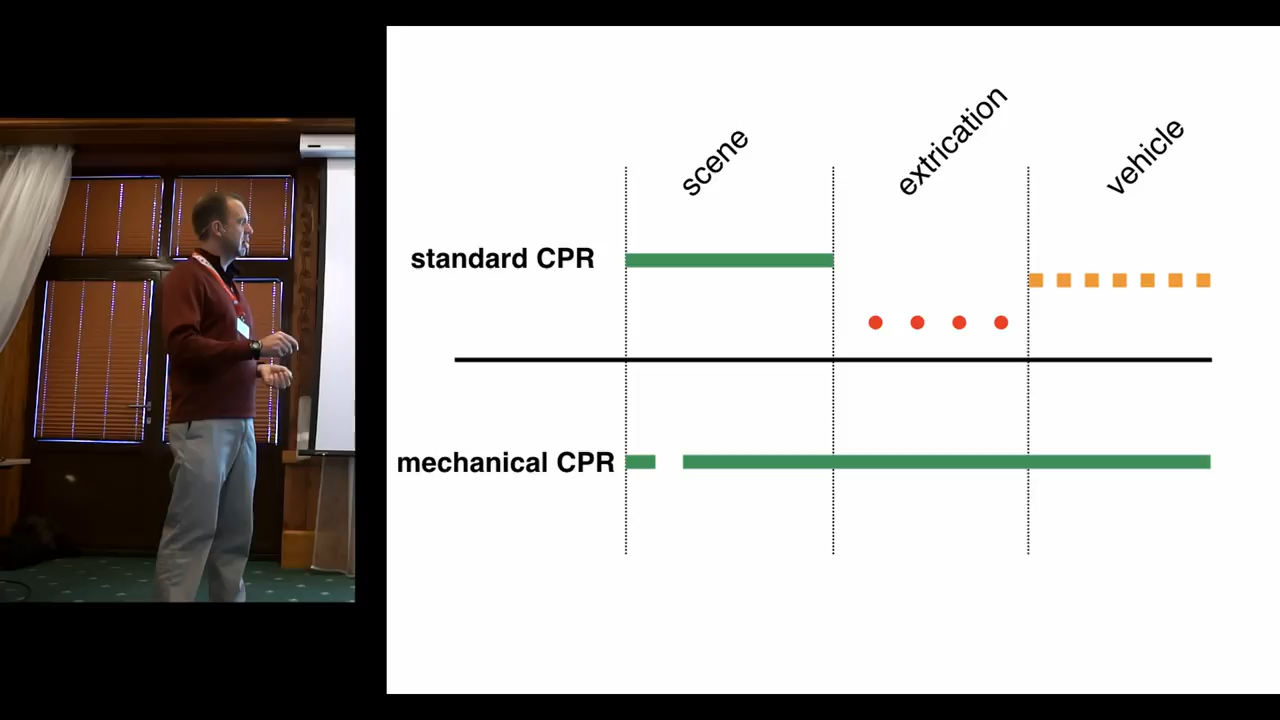 scene
extrication
vehicle
standard CPR
mechanical CPR